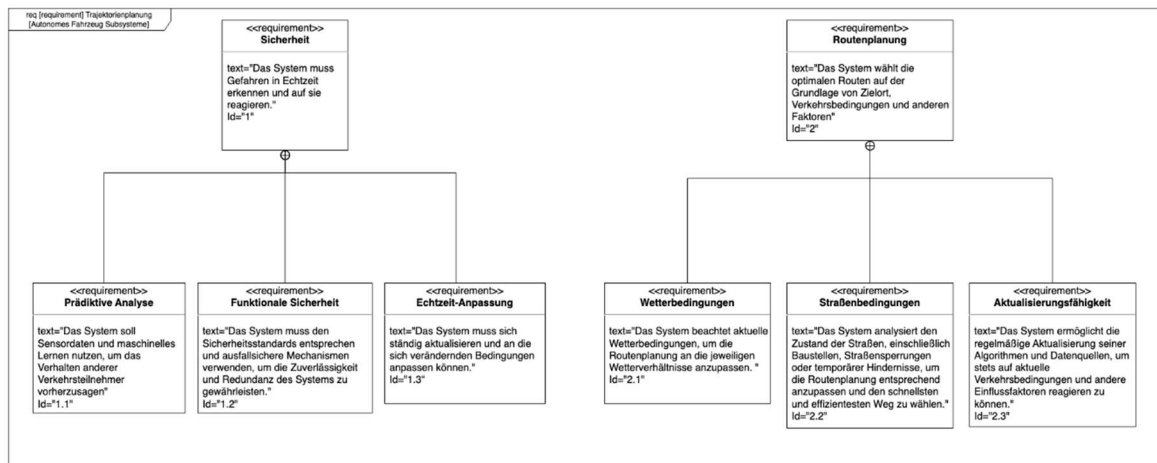 req [requirement] Trajektorienplanung
[Autonomes Fahrzeug Subsysteme]
<<requirement>>
Sicherheit
text="Das System muss
Gefahren in Echtzeit
erkennen und auf sie
reagieren."
Id="1"
<<requirement>>
Routenplanung
text="Das System wählt die
optimalen Routen auf der
Grundlage von Zielort,
Verkehrsbedingungen und anderen
Faktoren"
Id="2"
<<requirement>>
Prädiktive Analyse
text="Das System soll
Sensordaten und maschinelles
Lernen nutzen, um das
Verhalten anderer
Verkehrsteilnehmer
vorherzusagen"
Id="1.1"
<<requirement>>
Funktionale Sicherheit
text="Das System muss den
Sicherheitsstandards entsprechen
und ausfallsichere Mechanismen
verwenden, um die Zuverlässigkeit
und Redundanz des Systems zu
gewährleisten."
Id="1.2"
<<requirement>>
Echtzeit-Anpassung
text="Das System muss sich
ständig aktualisieren und an die
sich verändernden Bedingungen
anpassen können."
Id="1.3"
<<requirement>>
Wetterbedingungen
text="Das System beachtet aktuelle
Wetterbedingungen, um die
Routenplanung an die jeweiligen
Wetterverhältnisse anzupassen. "
Id="2.1"
<<requirement>>
Straßenbedingungen
text="Das System analysiert den
Zustand der Straßen, einschließlich
Baustellen, Straßensperrungen
oder temporärer Hindernisse, um
die Routenplanung entsprechend
anzupassen und den schnellsten
und effizientesten Weg zu wählen."
Id="2.2"
<<requirement>>
Aktualisierungsfähigkeit
text="Das System ermöglicht die
regelmäßige Aktualisierung seiner
Algorithmen und Datenquellen, um
stets auf aktuelle
Verkehrsbedingungen und andere
Einflussfaktoren reagieren zu
können."
Id="2.3"